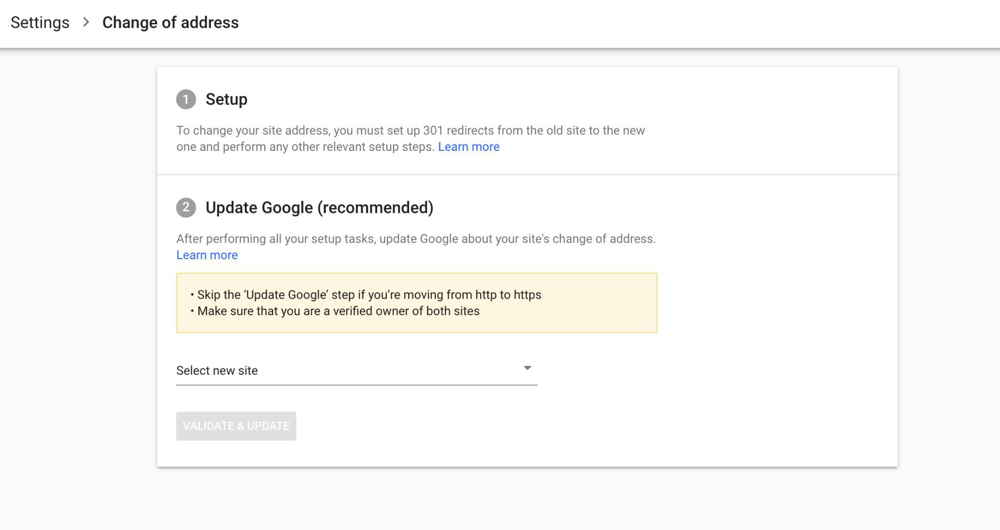 Settings > Change of address
1 Setup
To change your site address, you must set up 301 redirects from the old site to the new
one and perform any other relevant setup steps. Learn more
2 Update Google (recommended)
After performing all your setup tasks, update Google about your site's change of address.
Learn more
• Skip the ‘Update Google’ step if you’re moving from http to https
• Make sure that you are a verified owner of both sites
Select new site
VALIDATE & UPDATE